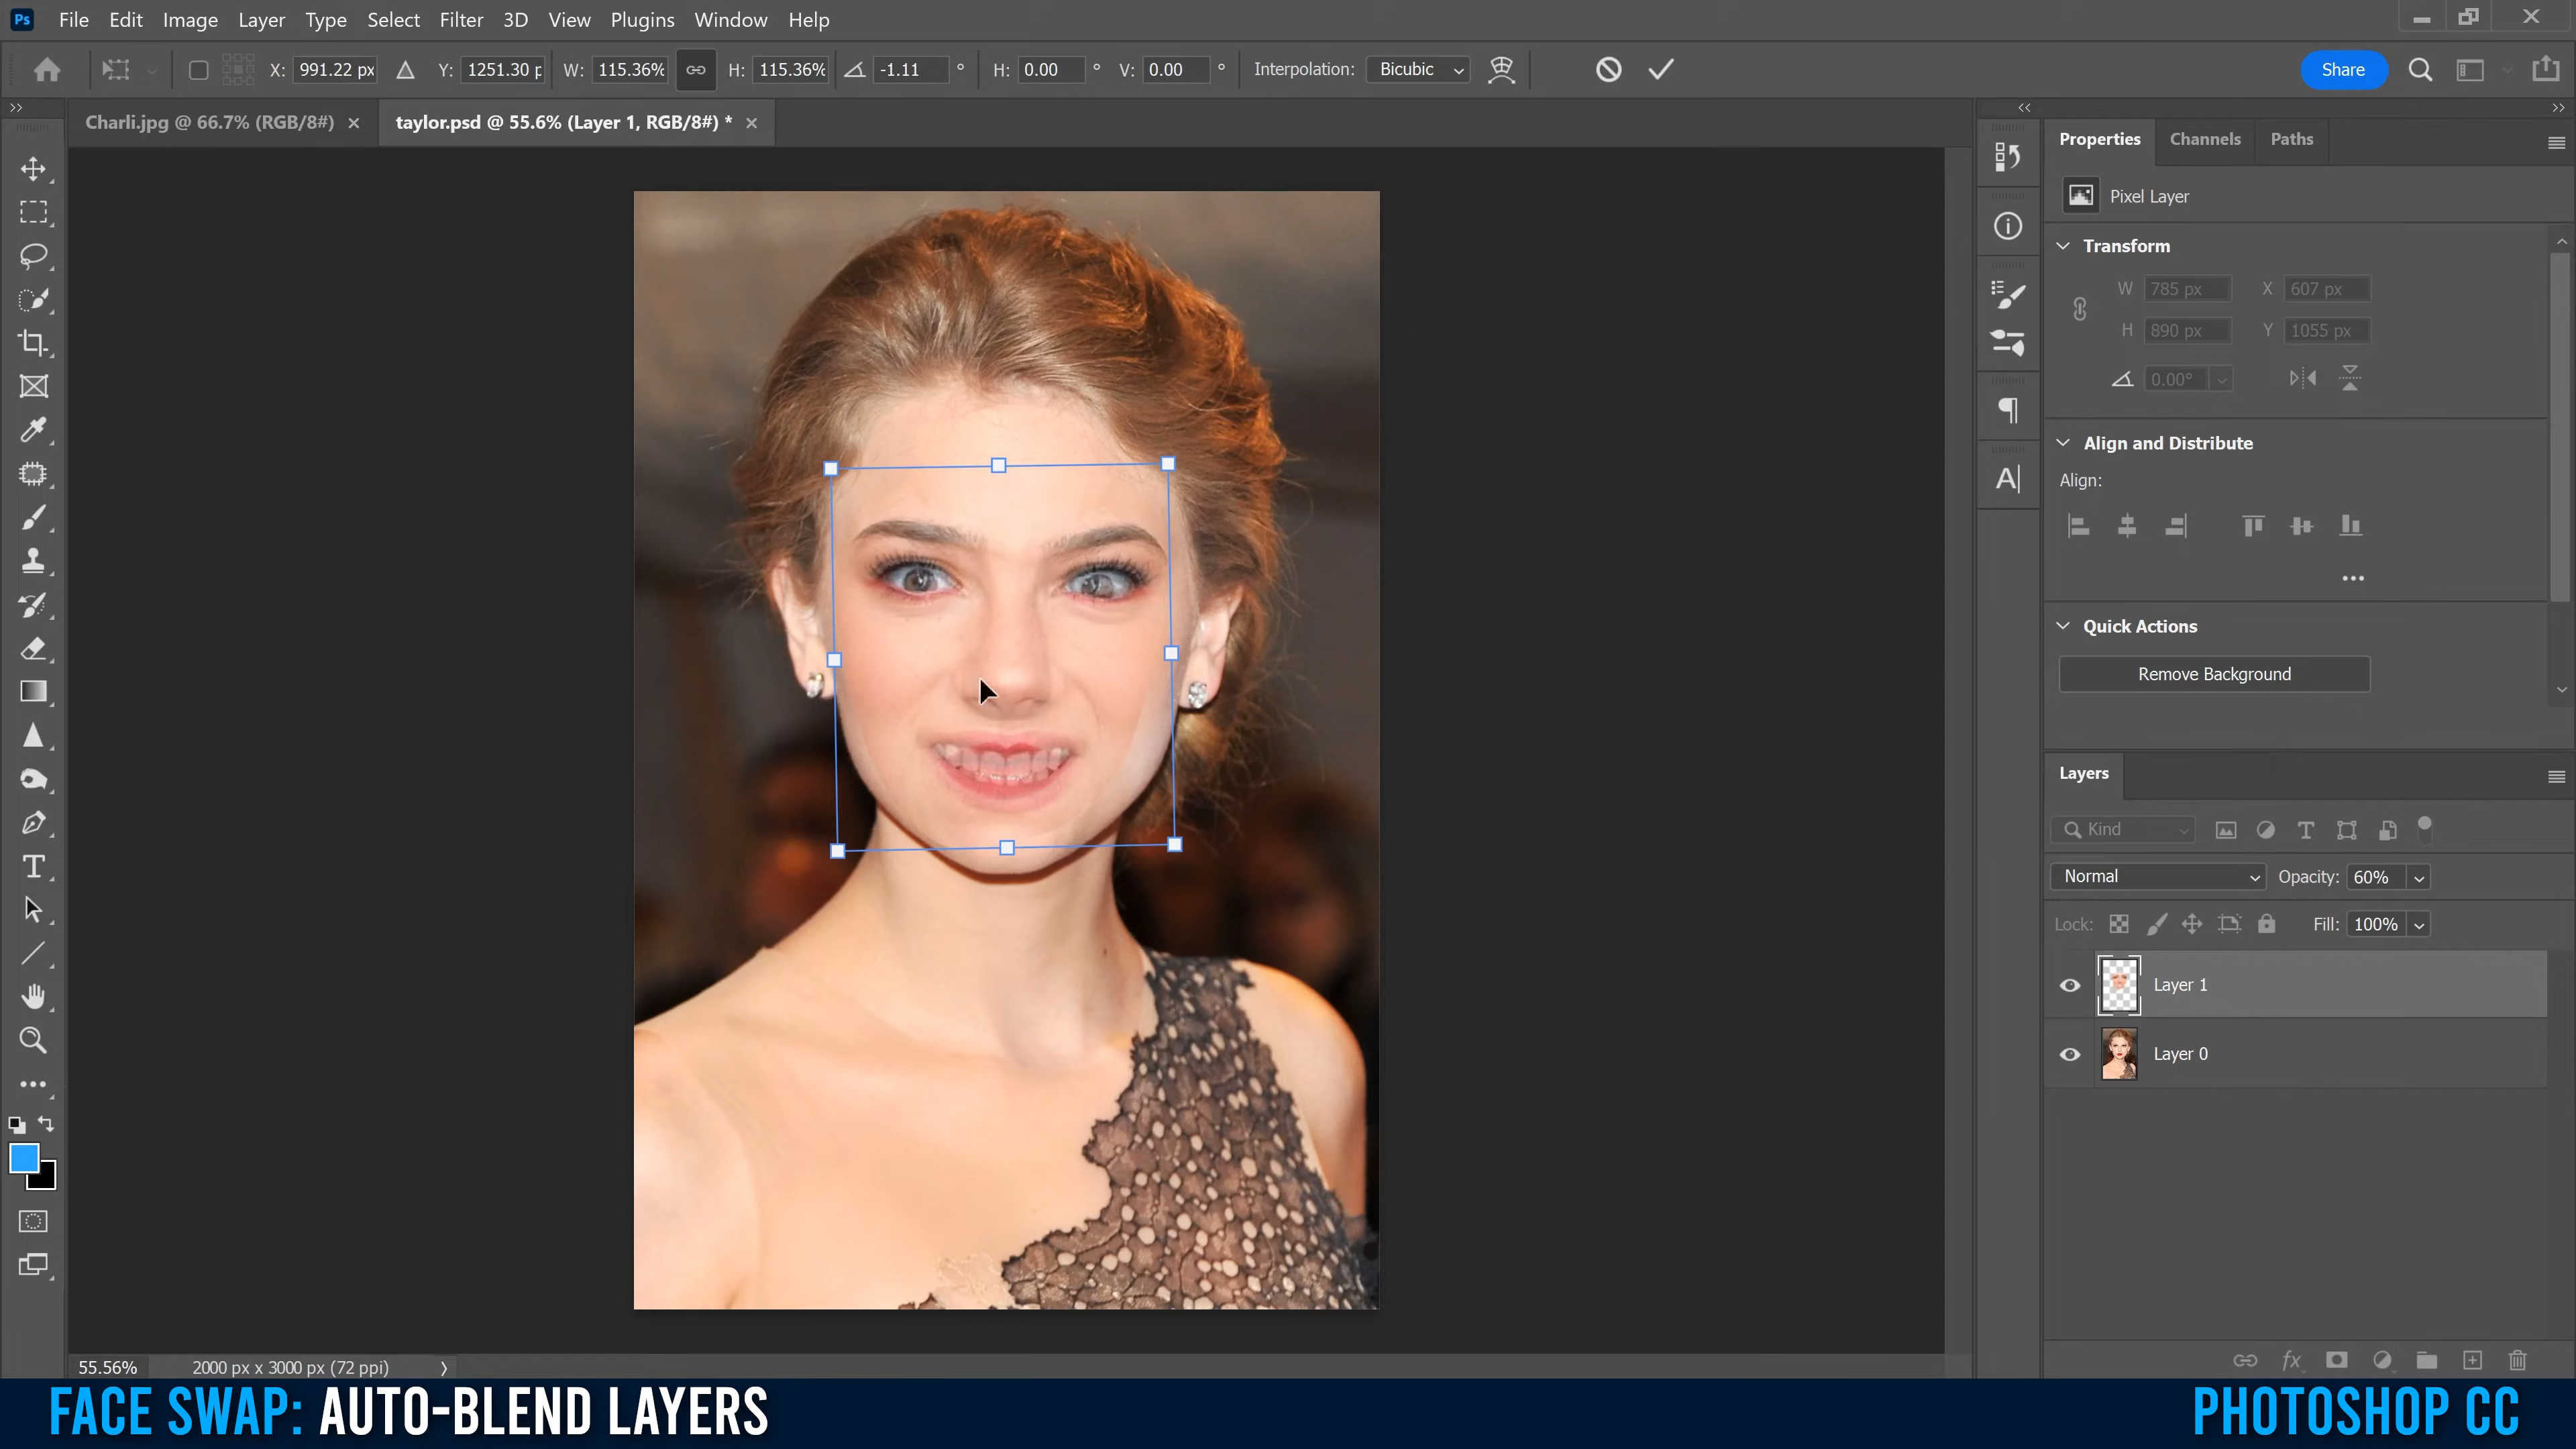 Ps File Edit Image Layer Type Select Filter 3D View Plugins Window Help
X: 991.22 px Y: 1251.30 p W: 115.36% H: 115.36% -1.11 ° H: 0.00 ° V: 0.00 ° Interpolation: Bicubic Share
Charli.jpg @ 66.7% (RGB/8#) × taylor.psd @ 55.6% (Layer 1, RGB/8#) * ×
Properties Channels Paths
Pixel Layer
Transform
W 785 px X 607 px
H 890 px Y 1055 px
0.00°
Align and Distribute
Align:
Quick Actions
Remove Background
Layers
Kind
Normal Opacity: 60%
Lock: Fill: 100%
Layer 1
Layer 0
55.56% 2000 px x 3000 px (72 ppi)
FACE SWAP: AUTO-BLEND LAYERS PHOTOSHOP CC